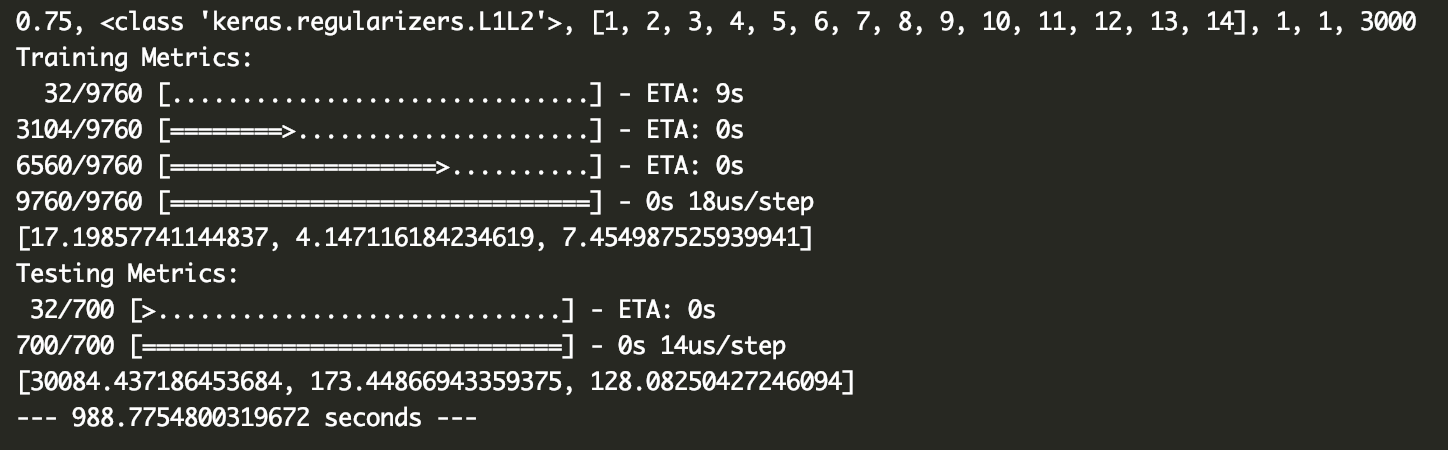 0.75, <class 'keras.regularizers.L1L2'>, [1, 2, 3, 4, 5, 6, 7, 8, 9, 10, 11, 12, 13, 14], 1, 1, 3000
Training Metrics:
  32/9760 [..............................] - ETA: 9s
3104/9760 [========>.....................] - ETA: 0s
6560/9760 [===================>..........] - ETA: 0s
9760/9760 [==============================] - 0s 18us/step
[17.19857741144837, 4.147116184234619, 7.454987525939941]
Testing Metrics:
 32/700 [>.............................] - ETA: 0s
700/700 [==============================] - 0s 14us/step
[30084.437186453684, 173.44866943359375, 128.08250427246094]
--- 988.7754800319672 seconds ---